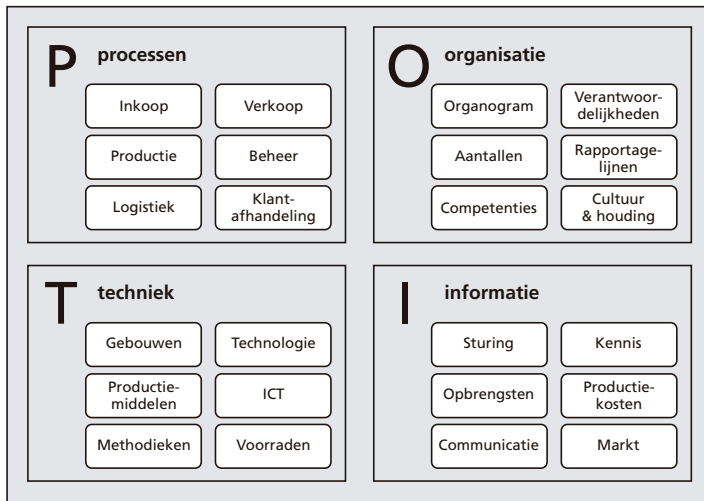 P processen
Inkoop
Verkoop
Productie
Beheer
Logistiek
Klant-
afhandeling
O organisatie
Organogram
Verantwoor-
delijkheden
Aantallen
Rapportage-
lijnen
Competenties
Cultuur
& houding
T techniek
Gebouwen
Technologie
Productie-
middelen
ICT
Methodieken
Voorraden
I informatie
Sturing
Kennis
Opbrengsten
Productie-
kosten
Communicatie
Markt